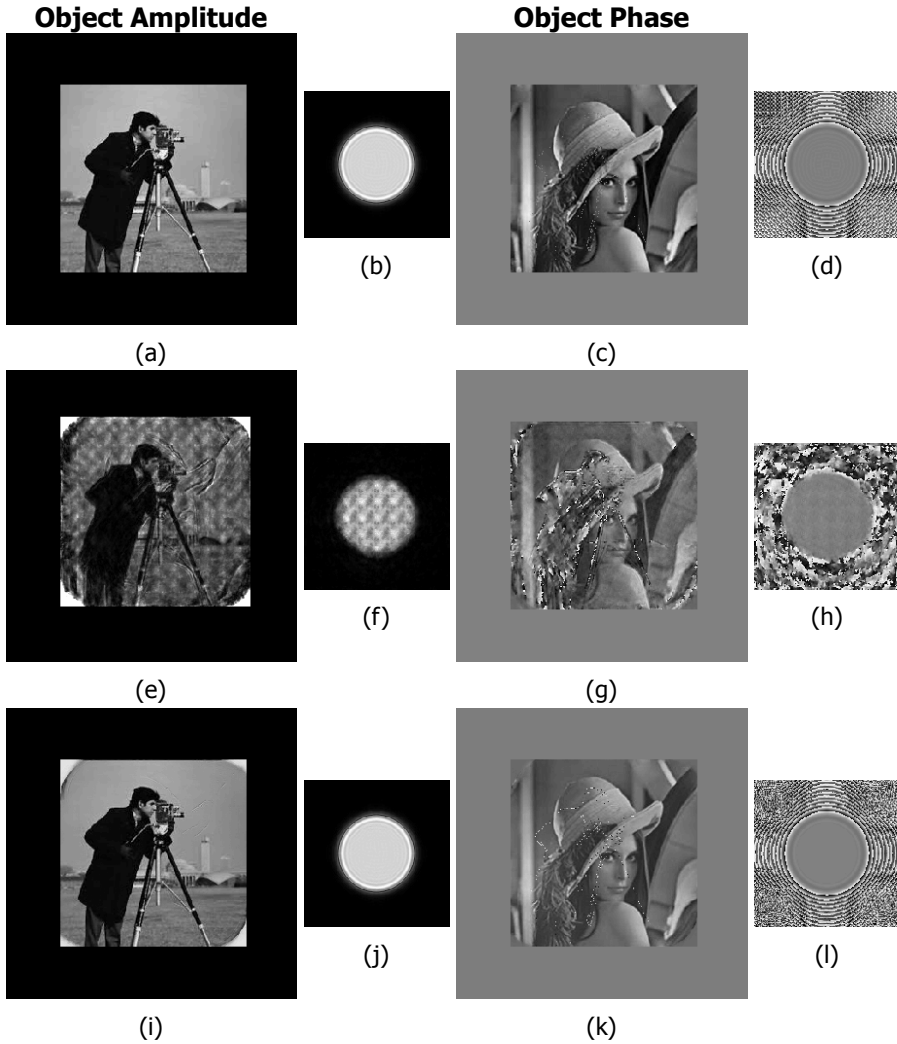 Object Amplitude
Object Phase
(b)
(d)
(a)
(c)
(f)
(h)
(e)
(g)
(j)
(l)
(i)
(k)